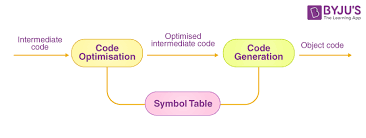 BYJU'S
The Learning App
Intermediate
code
Code
Optimisation
Optimised
intermediate code
Code
Generation
Object code
Symbol Table